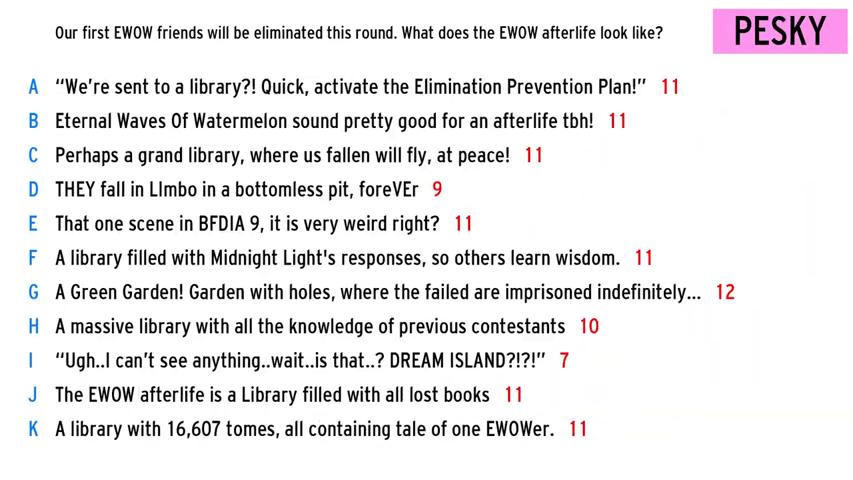 Our first EWOW friends will be eliminated this round. What does the EWOW afterlife look like?
PESKY
A “We’re sent to a library?! Quick, activate the Elimination Prevention Plan!” 11
B Eternal Waves Of Watermelon sound pretty good for an afterlife tbh! 11
C Perhaps a grand library, where us fallen will fly, at peace! 11
D THEY fall in LImbo in a bottomless pit, foreVEr 9
E That one scene in BFDIA 9, it is very weird right? 11
F A library filled with Midnight Light's responses, so others learn wisdom. 11
G A Green Garden! Garden with holes, where the failed are imprisoned indefinitely... 12
H A massive library with all the knowledge of previous contestants 10
I “Ugh..I can’t see anything..wait..is that..? DREAM ISLAND?!?!” 7
J The EWOW afterlife is a Library filled with all lost books 11
K A library with 16,607 tomes, all containing tale of one EWOWer. 11